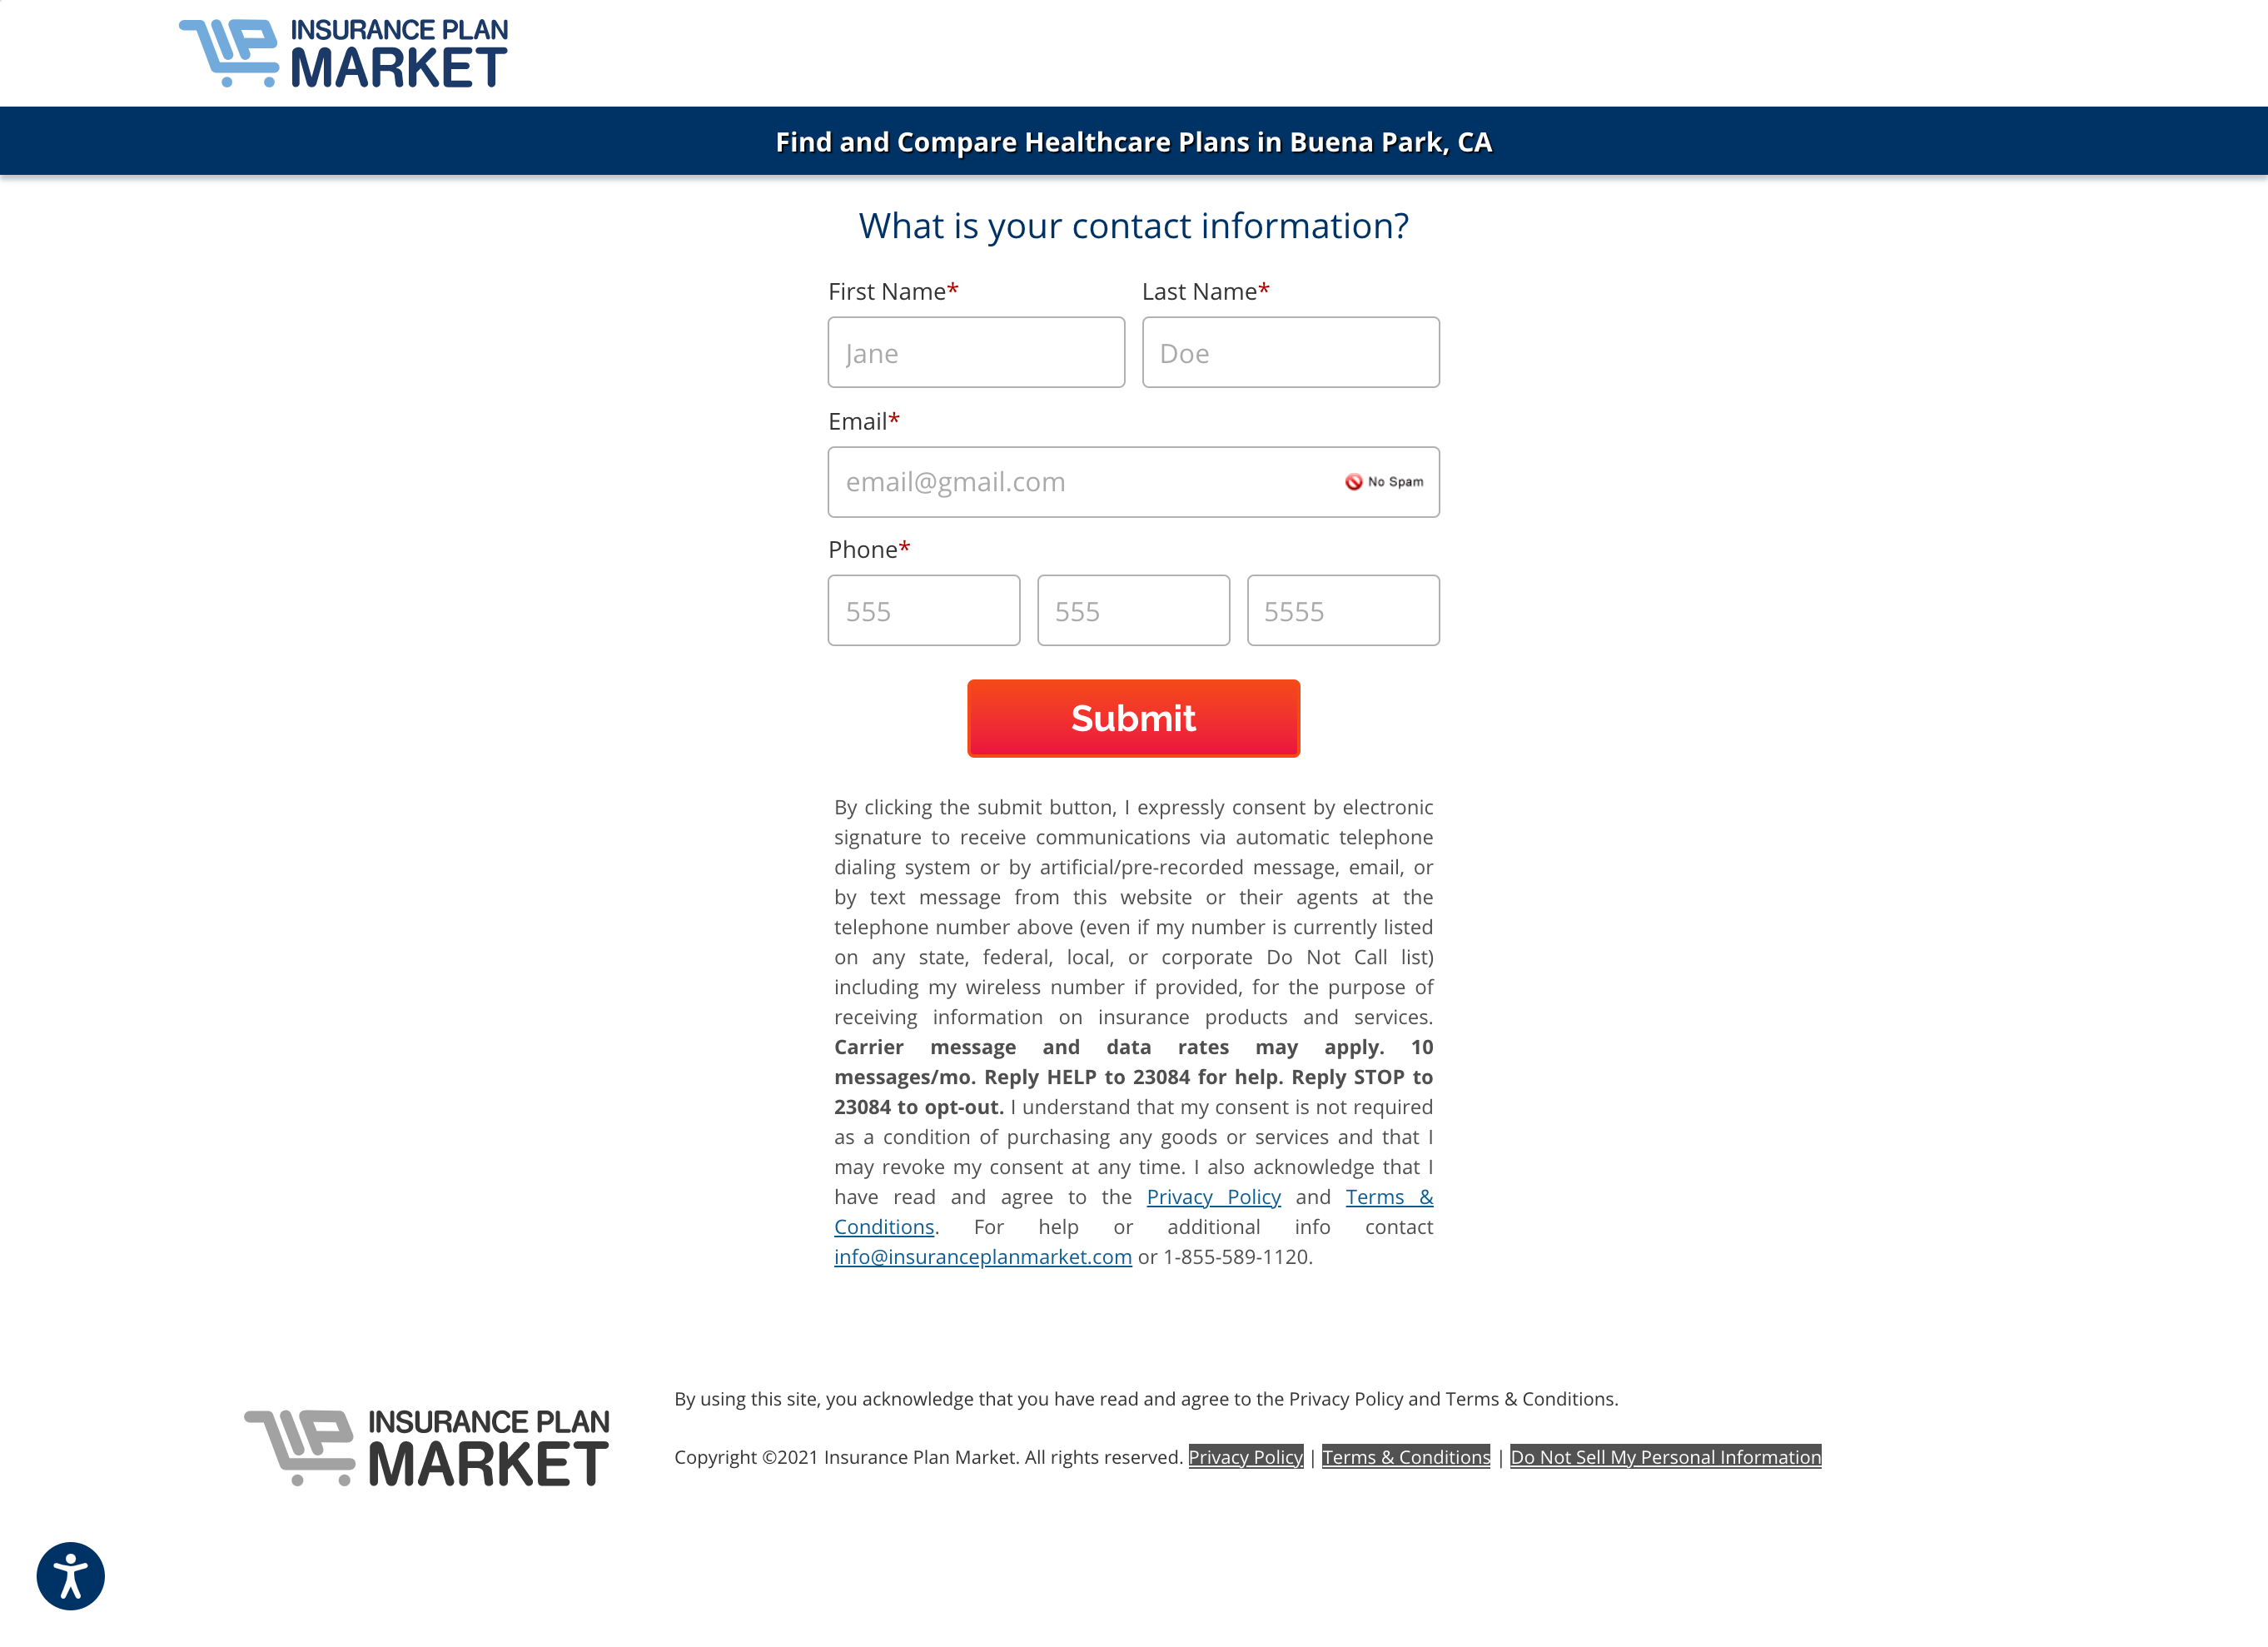 INSURANCE PLAN
MARKET
Find and Compare Healthcare Plans in Buena Park, CA
What is your contact information?
First Name* Last Name*
Jane Doe
Email*
email@gmail.com No Spam
Phone*
555 555 5555
Submit
By clicking the submit button, I expressly consent by electronic
signature to receive communications via automatic telephone
dialing system or by artificial/pre-recorded message, email, or
by text message from this website or their agents at the
telephone number above (even if my number is currently listed
on any state, federal, local, or corporate Do Not Call list)
including my wireless number if provided, for the purpose of
receiving information on insurance products and services.
Carrier message and data rates may apply. 10
messages/mo. Reply HELP to 23084 for help. Reply STOP to
23084 to opt-out. I understand that my consent is not required
as a condition of purchasing any goods or services and that I
may revoke my consent at any time. I also acknowledge that I
have read and agree to the Privacy Policy and Terms &
Conditions. For help or additional info contact
info@insuranceplanmarket.com or 1-855-589-1120.
INSURANCE PLAN
MARKET
By using this site, you acknowledge that you have read and agree to the Privacy Policy and Terms & Conditions.
Copyright ©2021 Insurance Plan Market. All rights reserved. Privacy Policy | Terms & Conditions | Do Not Sell My Personal Information